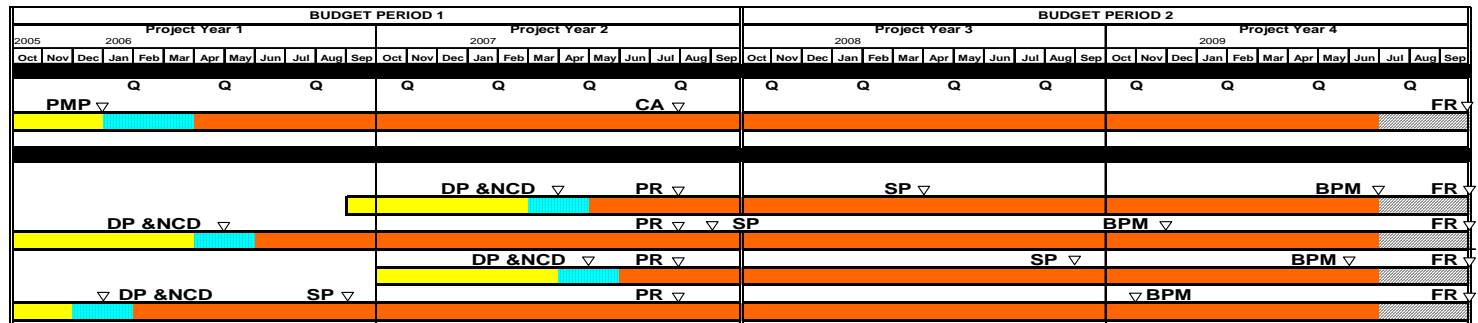 BUDGET PERIOD 1 BUDGET PERIOD 2
Project Year 1 Project Year 2 Project Year 3 Project Year 4
2005 2006 2007 2008 2009
Oct Nov Dec Jan Feb Mar Apr May Jun Jul Aug Sep Oct Nov Dec Jan Feb Mar Apr May Jun Jul Aug Sep Oct Nov Dec Jan Feb Mar Apr May Jun Jul Aug Sep Oct Nov Dec Jan Feb Mar Apr May Jun Jul Aug Sep
Q Q Q Q Q Q Q Q Q Q Q Q Q Q Q
PMP CA FR
DP &NCD PR SP BPM FR
DP &NCD PR SP BPM FR
DP &NCD PR SP BPM FR
DP &NCD SP PR BPM FR